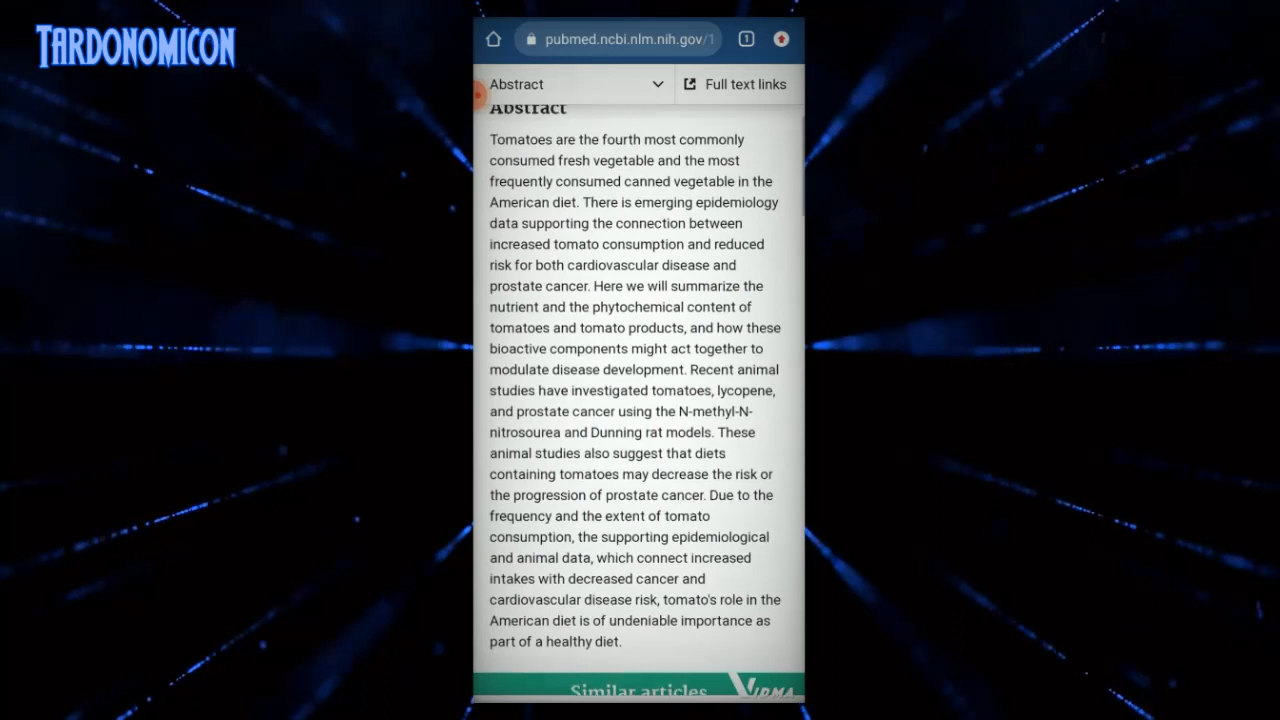 TARDONOMICON
pubmed.ncbi.nlm.nih.gov/1
1
Abstract
Full text links
Abstract
Tomatoes are the fourth most commonly
consumed fresh vegetable and the most
frequently consumed canned vegetable in the
American diet. There is emerging epidemiology
data supporting the connection between
increased tomato consumption and reduced
risk for both cardiovascular disease and
prostate cancer. Here we will summarize the
nutrient and the phytochemical content of
tomatoes and tomato products, and how these
bioactive components might act together to
modulate disease development. Recent animal
studies have investigated tomatoes, lycopene,
and prostate cancer using the N-methyl-N-
nitrosourea and Dunning rat models. These
animal studies also suggest that diets
containing tomatoes may decrease the risk or
the progression of prostate cancer. Due to the
frequency and the extent of tomato
consumption, the supporting epidemiological
and animal data, which connect increased
intakes with decreased cancer and
cardiovascular disease risk, tomato's role in the
American diet is of undeniable importance as
part of a healthy diet.
Similar articles
VIDMA